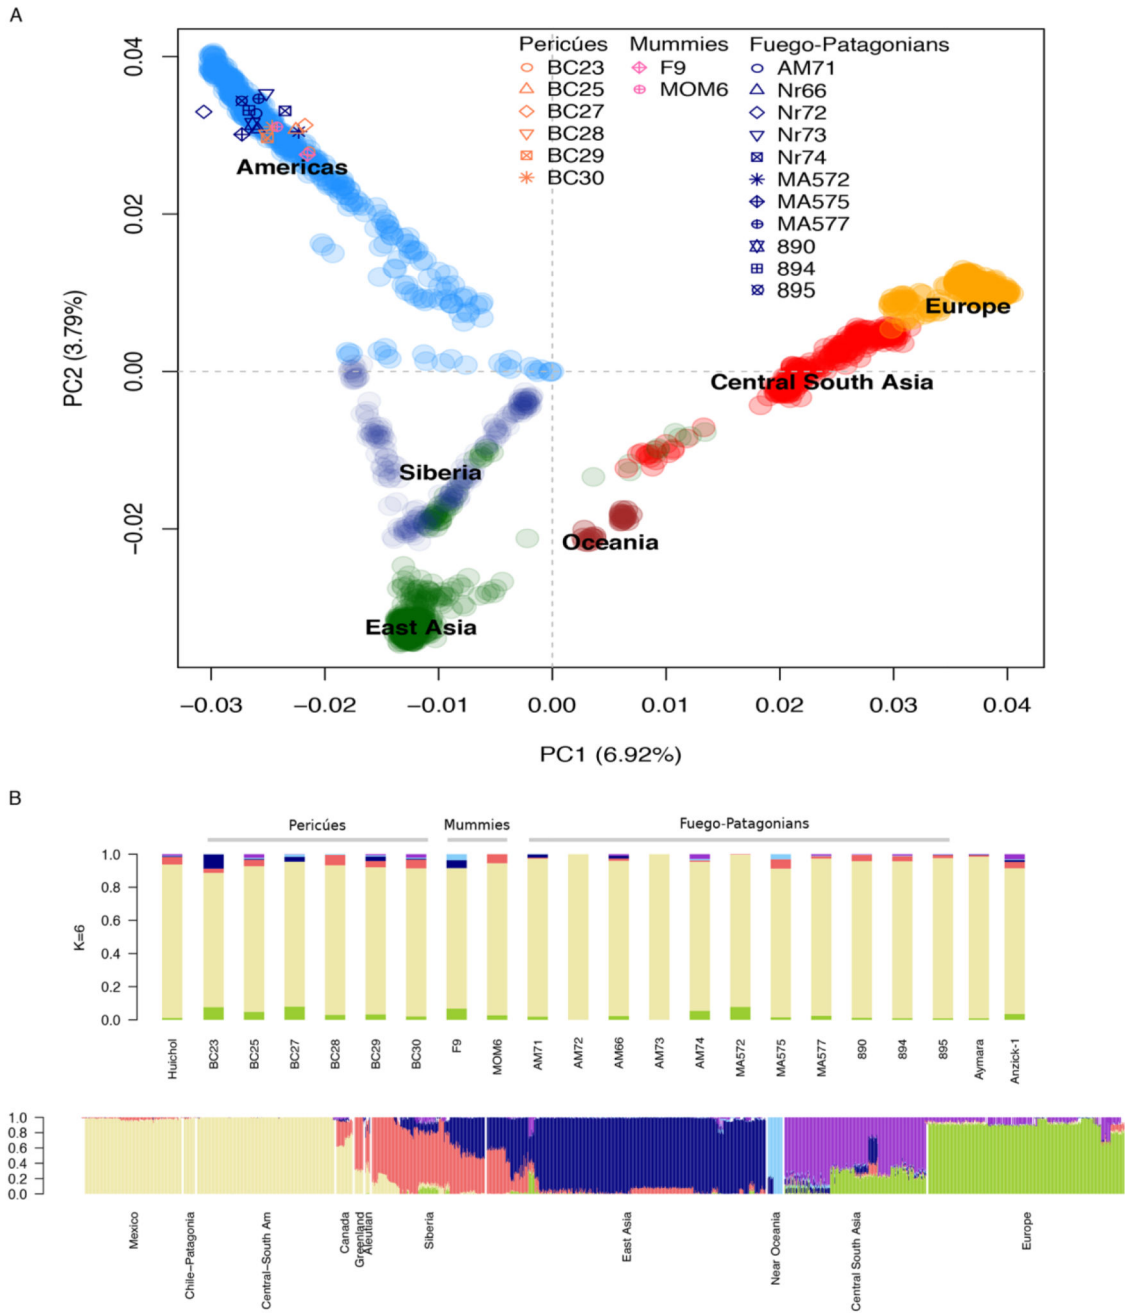 A
Pericúes Mummies Fuego-Patagonians
BC23 F9 AM71
BC25 MOM6 Nr66
BC27 Nr72
BC28 Nr73
BC29 Nr74
BC30 MA572
MA575
MA577
890
894
895
Americas
Europe
Central South Asia
Siberia
Oceania
East Asia
PC2 (3.79%)
0.04
0.02
0.00
−0.02
−0.03 −0.02 −0.01 0.00 0.01 0.02 0.03 0.04
PC1 (6.92%)
B
Pericúes Mummies Fuego-Patagonians
K=6
1.0
0.8
0.6
0.4
0.2
0.0
Huichol
BC23
BC25
BC27
BC28
BC29
BC30
F9
MOM6
AM71
AM72
AM66
AM73
AM74
MA572
MA575
MA577
890
894
895
Aymara
Anzick-1
1.0
0.8
0.6
0.4
0.2
0.0
Mexico
Chile−Patagonia
Central−South Am
Canada
Greenland
Aleutian
Siberia
East Asia
Near Oceania
Central South Asia
Europe